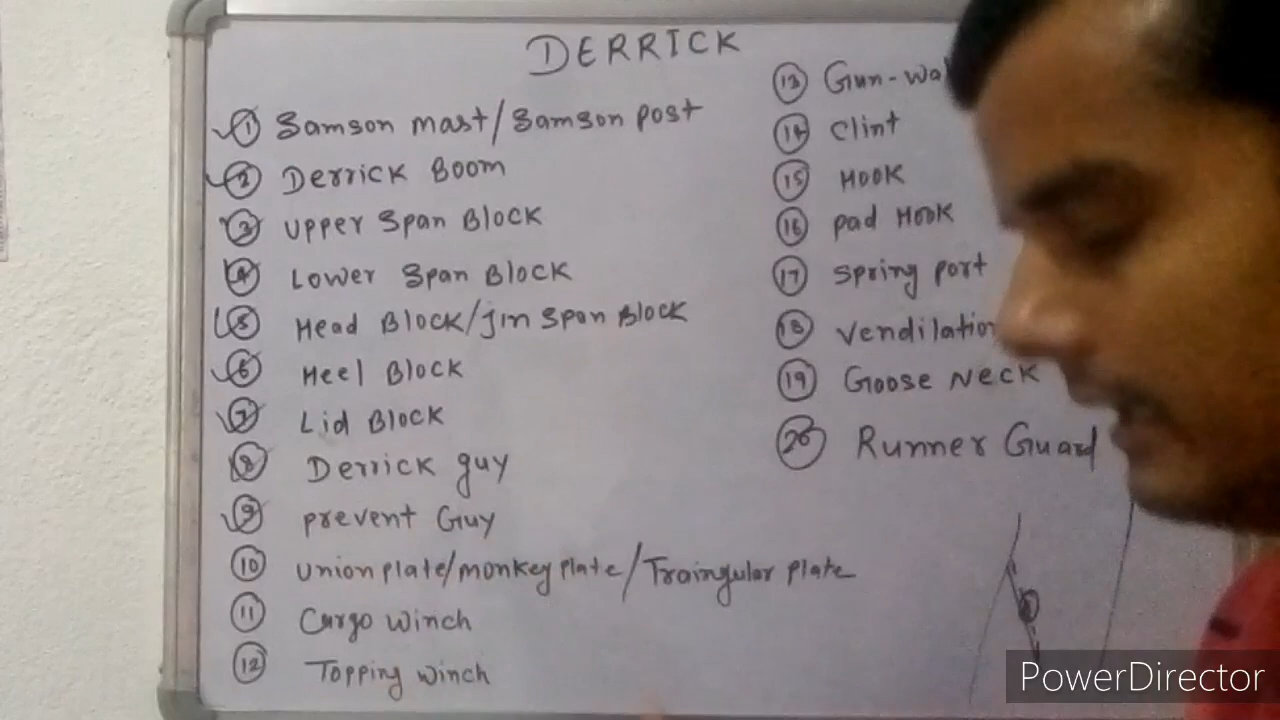 DERRICK
① Samson mast/Samson post
② Derrick Boom
③ Upper Span Block
④ Lower Span Block
⑤ Head Block/jin Span Block
⑥ Heel Block
⑦ Lid Block
⑧ Derrick guy
⑨ prevent Guy
⑩ union plate/monkey plate/Traingular plate
⑪ Cargo winch
⑫ Topping winch
⑬ Gun-wa
⑭ Clint
⑮ Hook
⑯ pad Hook
⑰ Spring port
⑱ vendilation
⑲ Goose Neck
⑳ Runner Guard
PowerDirector